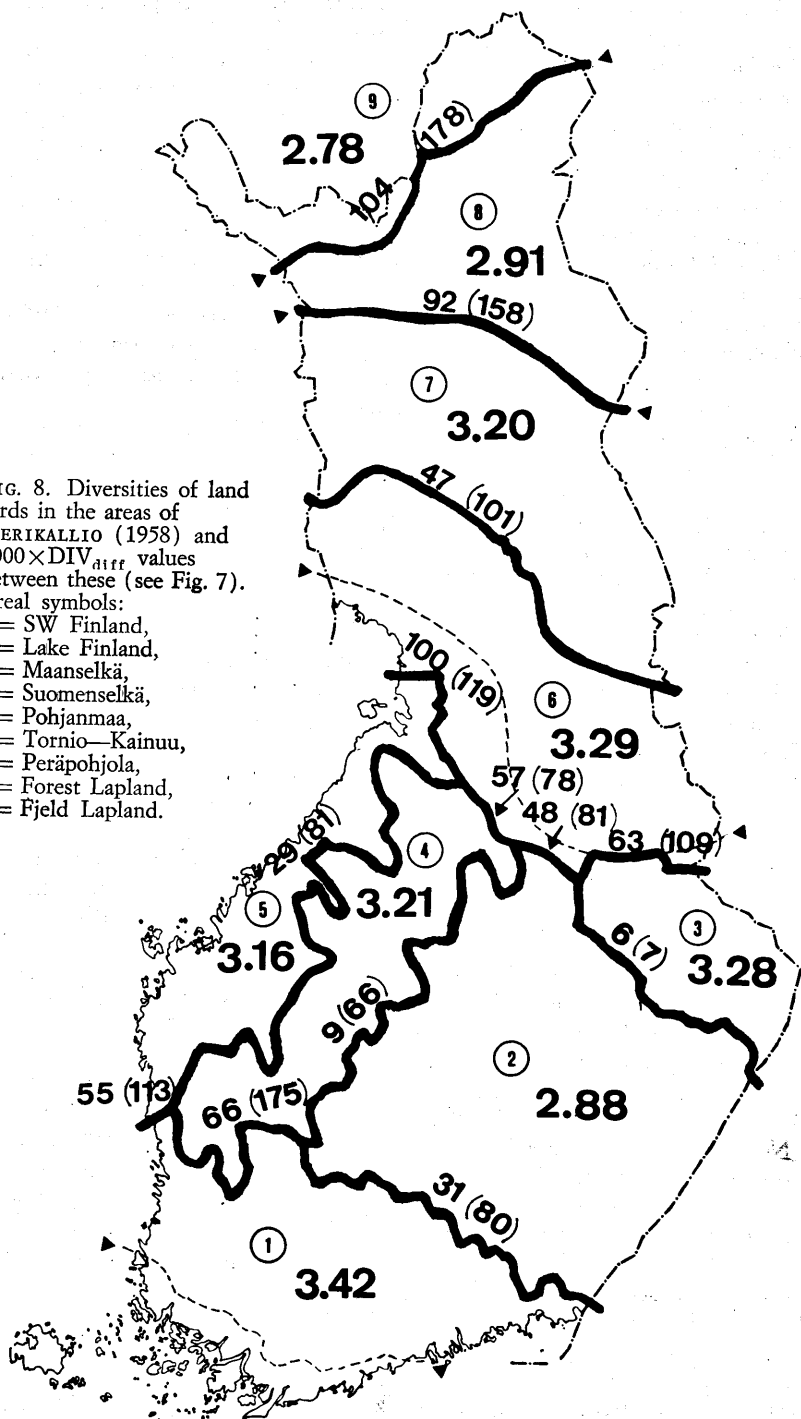 9
2.78
(178)
104
8
2.91
92 (158)
7
3.20
47 (101)
IG. 8. Diversities of land
rds in the areas of
ERIKALLIO (1958) and
000×DIVdiff values
etween these (see Fig. 7).
real symbols:
= SW Finland,
= Lake Finland,
= Maanselkä,
= Suomenselkä,
= Pohjanmaa,
= Tornio—Kainuu,
= Peräpohjola,
= Forest Lapland,
= Fjeld Lapland.
100 (119)
6
3.29
57 (78)
48 (81)
63 (109)
29 (81)
4
3.21
5
3.16
3
3.28
6 (7)
9 (66)
2
2.88
55 (113)
66 (175)
31 (80)
1
3.42